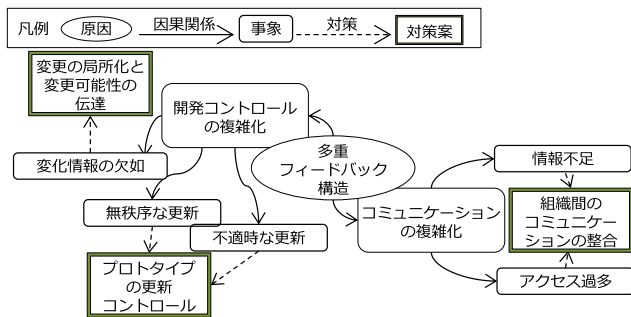 凡例
原因
因果関係
事象
対策
対策案
変更の局所化と
変更可能性の
伝達
開発コントロール
の複雑化
多重
フィードバック
構造
変化情報の欠如
情報不足
無秩序な更新
コミュニケーション
の複雑化
組織間の
コミュニケー
ションの整合
不適時な更新
プロトタイプ
の更新
コントロール
アクセス過多